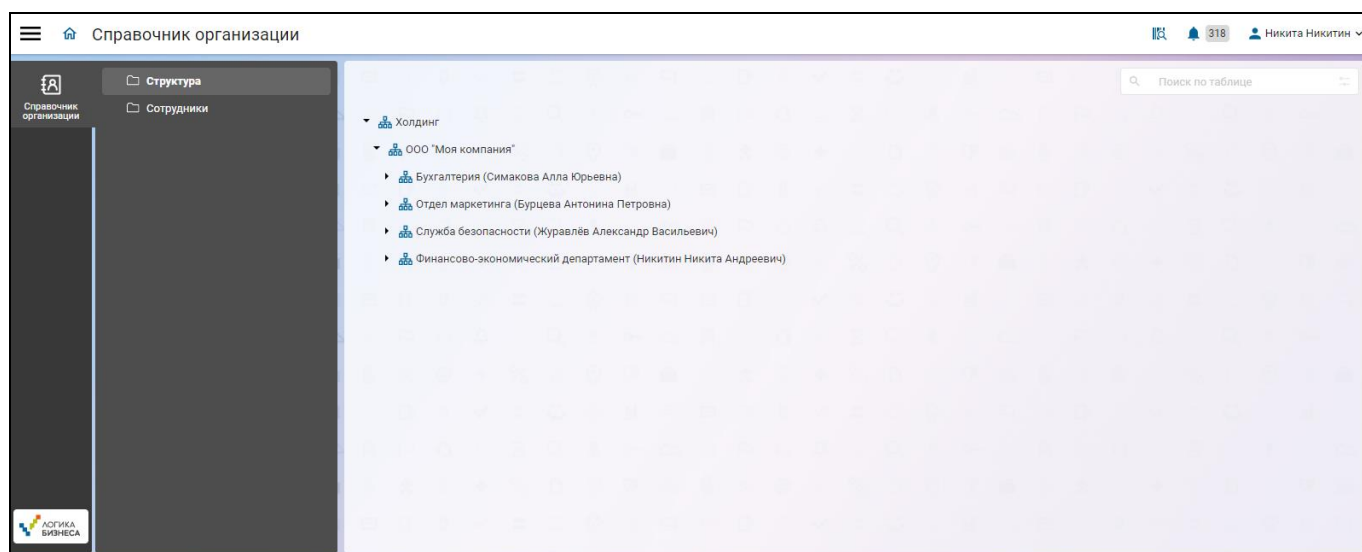 Справочник организации
318
Никита Никитин
Справочник
организации
Структура
Сотрудники
Поиск по таблице
Холдинг
ООО "Моя компания"
Бухгалтерия (Симакова Алла Юрьевна)
Отдел маркетинга (Бурцева Антонина Петровна)
Служба безопасности (Журавлёв Александр Васильевич)
Финансово-экономический департамент (Никитин Никита Андреевич)
ЛОГИКА
БИЗНЕСА